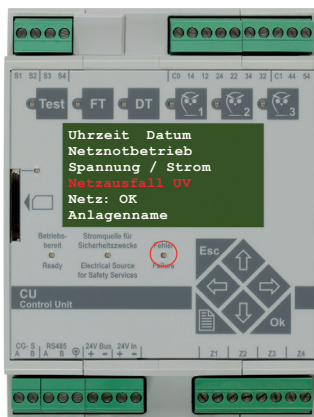 S1 S2 S3 S4
C0 14 12 24 22 34 32 C1 44 54
Test FT DT 1 2 3
Uhrzeit Datum
Netznotbetrieb
Spannung / Strom
Netzausfall UV
Netz: OK
Anlagenname
Betriebs-
bereit
Ready
Stromquelle für
Sicherheitszwecke
Electrical Source
for Safety Services
Fehler
Failure
Esc
Ok
CU
Control Unit
CG- S RS485 24V Bus 24V In
A B A B + = + =
Z1 Z2 Z3 Z4